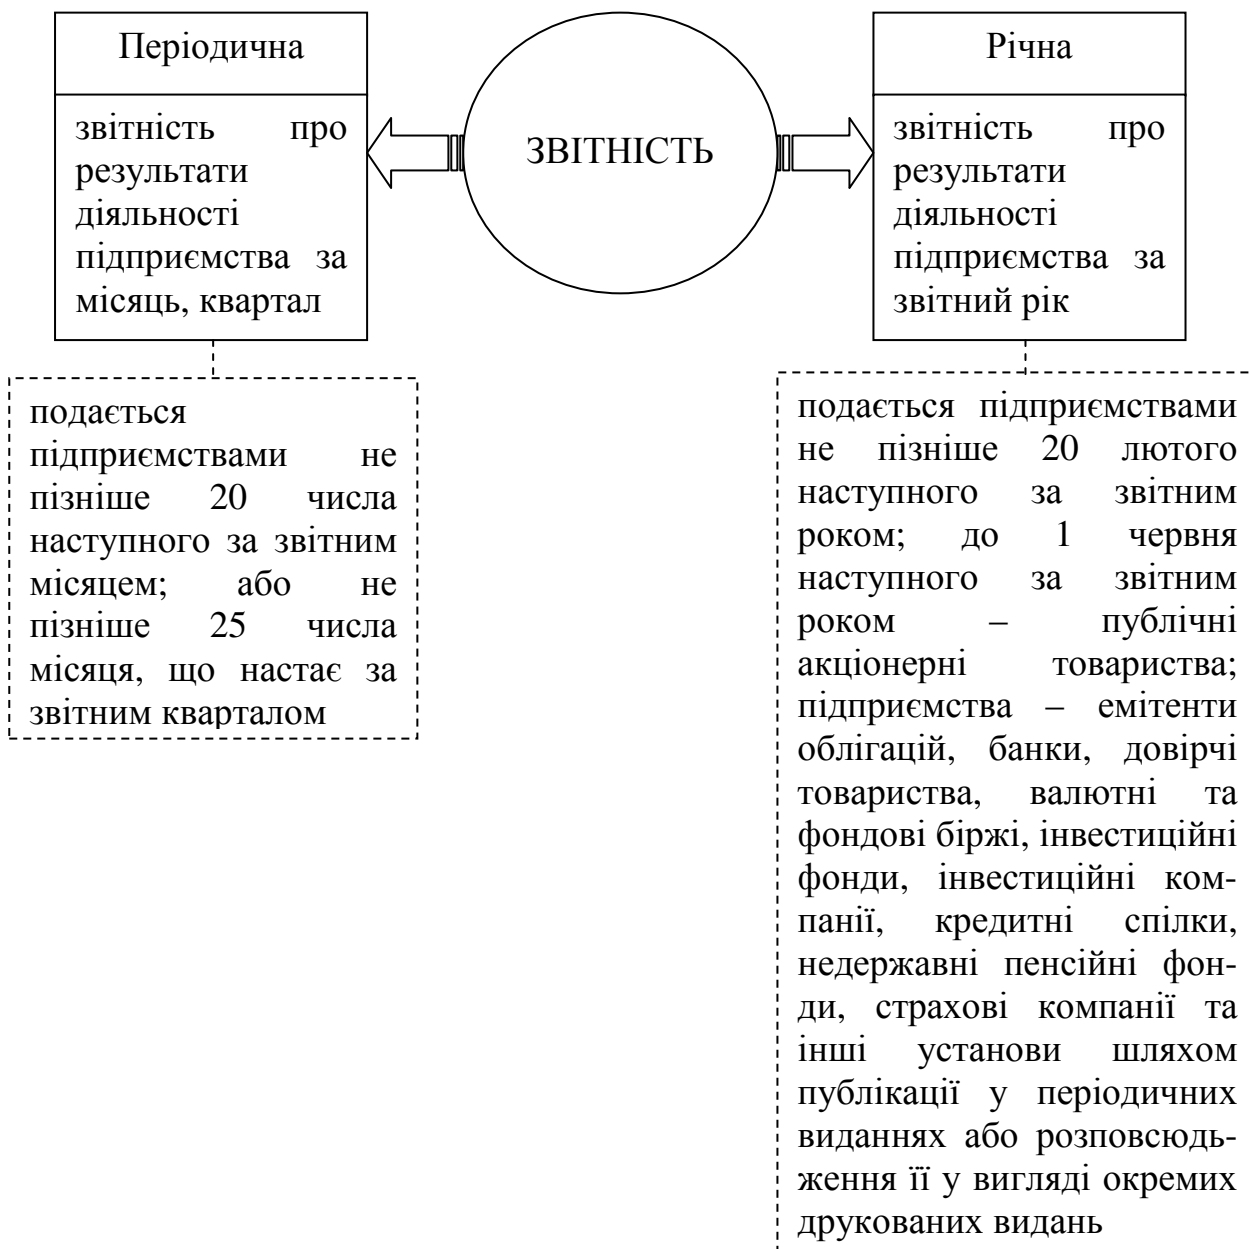 Періодична
звітність про
результати
діяльності
підприємства за
місяць, квартал
подається
підприємствами не
пізніше 20 числа
наступного за звітним
місяцем; або не
пізніше 25 числа
місяця, що настає за
звітним кварталом
ЗВІТНІСТЬ
Річна
звітність про
результати
діяльності
підприємства за
звітний рік
подається підприємствами
не пізніше 20 лютого
наступного за звітним
роком; до 1 червня
наступного за звітним
роком – публічні
акціонерні товариства;
підприємства – емітенти
облігацій, банки, довірчі
товариства, валютні та
фондові біржі, інвестиційні
фонди, інвестиційні ком-
панії, кредитні спілки,
недержавні пенсійні фон-
ди, страхові компанії та
інші установи шляхом
публікації у періодичних
виданнях або розповсюдь-
ження її у вигляді окремих
друкованих видань